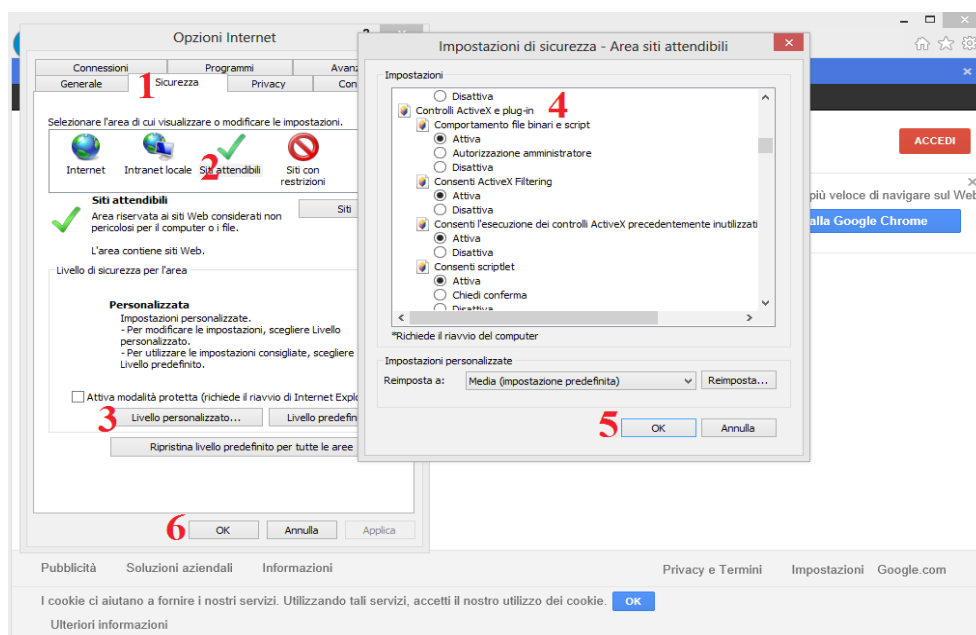 Opzioni Internet
?
Connessioni Programmi Avanz
Generale Sicurezza Privacy Con
1
Selezionare l'area di cui visualizzare o modificare le impostazioni.
2
Internet Intranet locale Siti attendibili Siti con
restrizioni
Siti attendibili
Area riservata ai siti Web considerati non
pericolosi per il computer o i file.
Siti
L'area contiene siti Web.
Livello di sicurezza per l'area
Personalizzata
Impostazioni personalizzate.
- Per modificare le impostazioni, scegliere Livello
personalizzato.
- Per utilizzare le impostazioni consigliate, scegliere
Livello predefinito.
Attiva modalità protetta (richiede il riavvio di Internet Explo
3
Livello personalizzato... Livello predefin
Ripristina livello predefinito per tutte le aree
6
OK Annulla Applica
Impostazioni di sicurezza - Area siti attendibili
Impostazioni
Disattiva
4
Controlli ActiveX e plug-in
Comportamento file binari e script
Attiva
Autorizzazione amministratore
Disattiva
Consenti ActiveX Filtering
Attiva
Disattiva
Consenti l'esecuzione dei controlli ActiveX precedentemente inutilizzati
Attiva
Disattiva
Consenti scriptlet
Attiva
Chiedi conferma
Disattiva
*Richiede il riavvio del computer
Impostazioni personalizzate
Reimposta a: Media (impostazione predefinita) Reimposta...
5
OK Annulla
ACCEDI
più veloce di navigare sul Web
alla Google Chrome
Pubblicità Soluzioni aziendali Informazioni Privacy e Termini Impostazioni Google.com
I cookie ci aiutano a fornire i nostri servizi. Utilizzando tali servizi, accetti il nostro utilizzo dei cookie. OK
Ulteriori informazioni